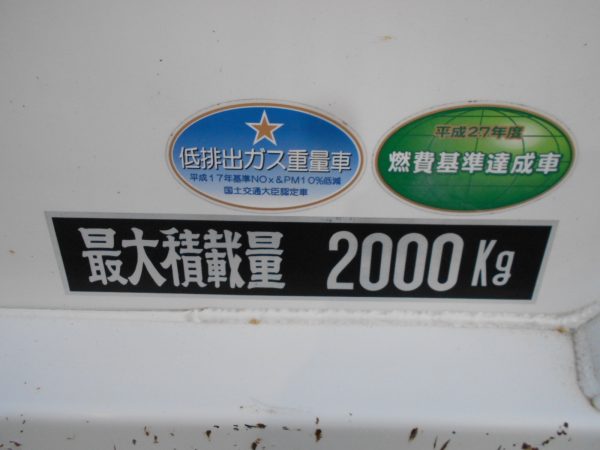 低排出ガス重量車
平成17年基準NOx&PM10%低減
国土交通大臣認定車
平成27年度
燃費基準達成車
最大積載量 2000Kg